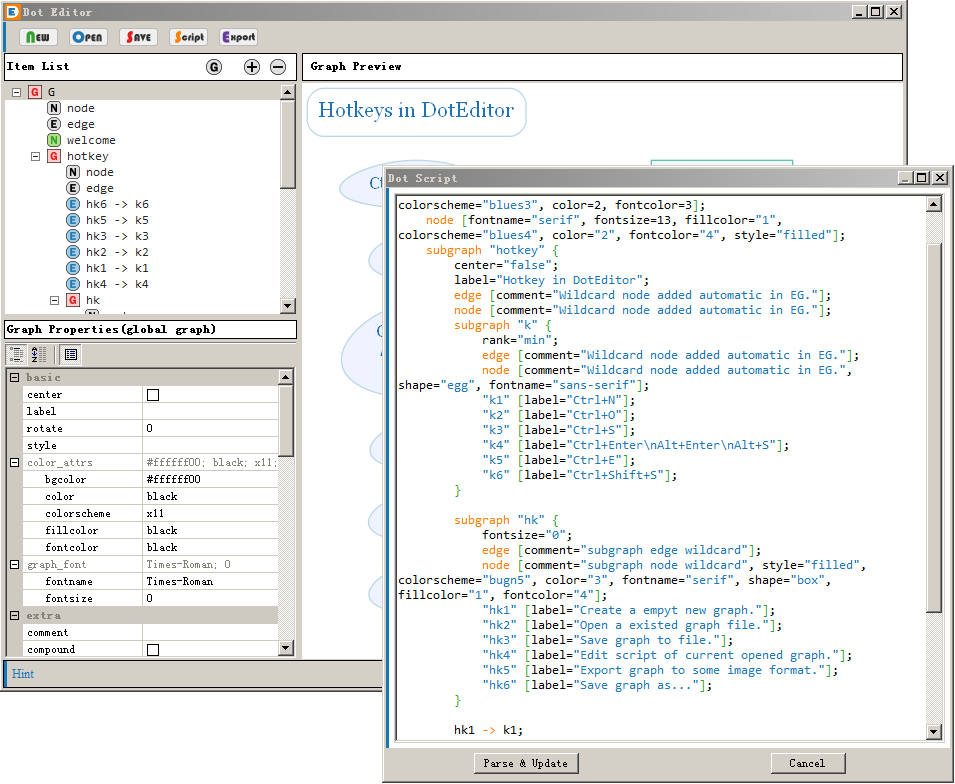 Dot Editor
New Open Save Script Export
Item List G
Graph Preview
G G
N node
E edge
N welcome
G hotkey
N node
E edge
E hk6 -> k6
E hk5 -> k5
E hk3 -> k3
E hk2 -> k2
E hk1 -> k1
E hk4 -> k4
G hk
Graph Properties(global graph)
basic
center
label
rotate 0
style
color_attrs #ffffff00; black; x11;
bgcolor #ffffff00
color black
colorscheme x11
fillcolor black
fontcolor black
graph_font Times-Roman; 0
fontname Times-Roman
fontsize 0
extra
comment
compound
Hint
Hotkeys in DotEditor
Dot Script
colorscheme="blues3", color=2, fontcolor=3];
node [fontname="serif", fontsize=13, fillcolor="1",
colorscheme="blues4", color="2", fontcolor="4", style="filled"];
subgraph "hotkey" {
center="false";
label="Hotkey in DotEditor";
edge [comment="Wildcard node added automatic in EG."];
node [comment="Wildcard node added automatic in EG."];
subgraph "k" {
rank="min";
edge [comment="Wildcard node added automatic in EG."];
node [comment="Wildcard node added automatic in EG.",
shape="egg", fontname="sans-serif"];
"k1" [label="Ctrl+N"];
"k2" [label="Ctrl+O"];
"k3" [label="Ctrl+S"];
"k4" [label="Ctrl+Enter\nAlt+Enter\nAlt+S"];
"k5" [label="Ctrl+E"];
"k6" [label="Ctrl+Shift+S"];
}
subgraph "hk" {
fontsize="0";
edge [comment="subgraph edge wildcard"];
node [comment="subgraph node wildcard", style="filled",
colorscheme="bugn5", color="3", fontname="serif", shape="box",
fillcolor="1", fontcolor="4"];
"hk1" [label="Create a empyt new graph."];
"hk2" [label="Open a existed graph file."];
"hk3" [label="Save graph to file."];
"hk4" [label="Edit script of current opened graph."];
"hk5" [label="Export graph to some image format."];
"hk6" [label="Save graph as..."];
}
hk1 -> k1;
Parse & Update
Cancel